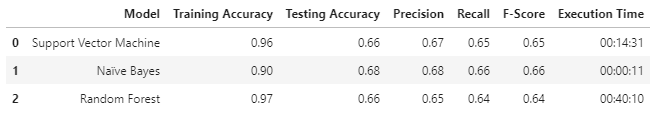 Model Training Accuracy Testing Accuracy Precision Recall F-Score Execution Time
0 Support Vector Machine 0.96 0.66 0.67 0.65 0.65 00:14:31
1 Naïve Bayes 0.90 0.68 0.68 0.66 0.66 00:00:11
2 Random Forest 0.97 0.66 0.65 0.64 0.64 00:40:10